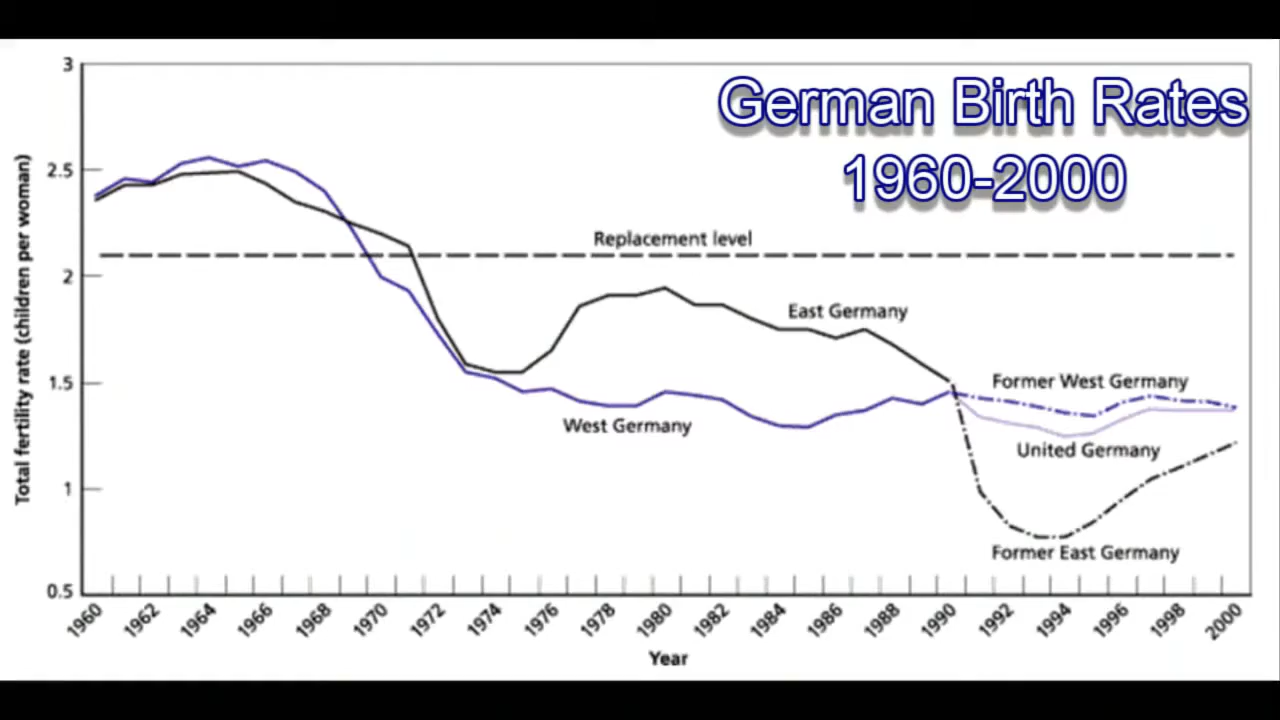 German Birth Rates
1960-2000
3
2.5
2
1.5
1
0.5
Total fertility rate (children per woman)
Replacement level
East Germany
West Germany
Former West Germany
United Germany
Former East Germany
1960 1962 1964 1966 1968 1970 1972 1974 1976 1978 1980 1982 1984 1986 1988 1990 1992 1994 1996 1998 2000
Year